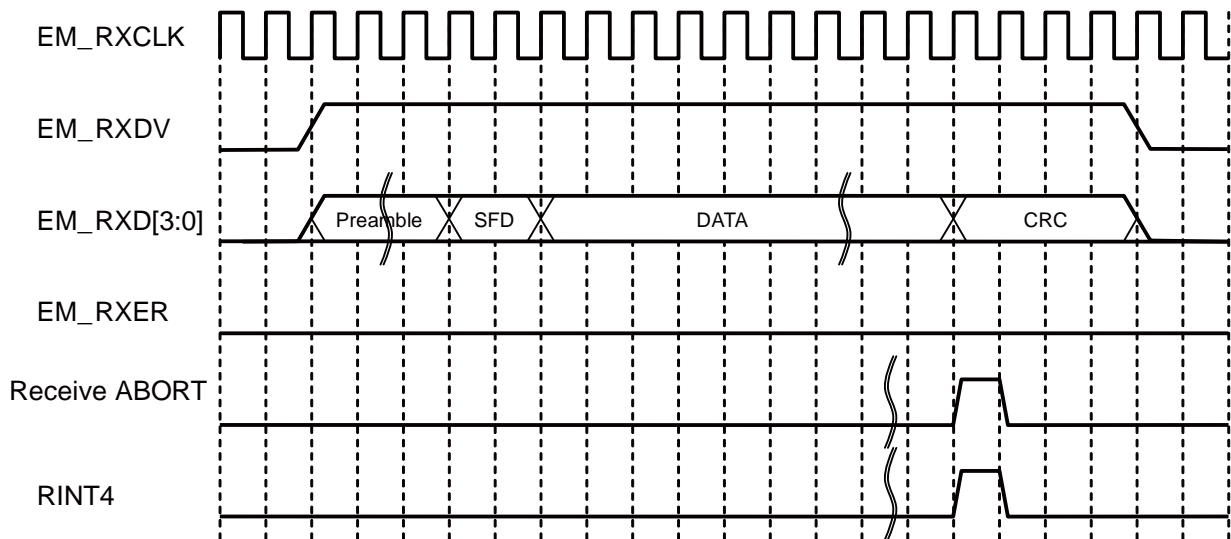 EM_RXCLK
EM_RXDV
EM_RXD[3:0]
Preamble
SFD
DATA
CRC
EM_RXER
Receive ABORT
RINT4